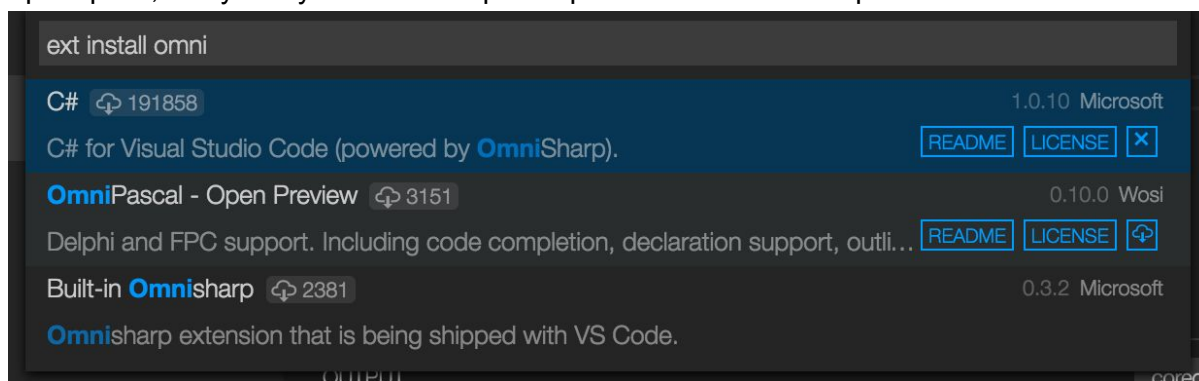 ext install omni
C# 191858 1.0.10 Microsoft
C# for Visual Studio Code (powered by OmniSharp). README LICENSE
OmniPascal - Open Preview 3151 0.10.0 Wosi
Delphi and FPC support. Including code completion, declaration support, outli... README LICENSE
Built-in Omnisharp 2381 0.3.2 Microsoft
Omnisharp extension that is being shipped with VS Code.
OUTPUT